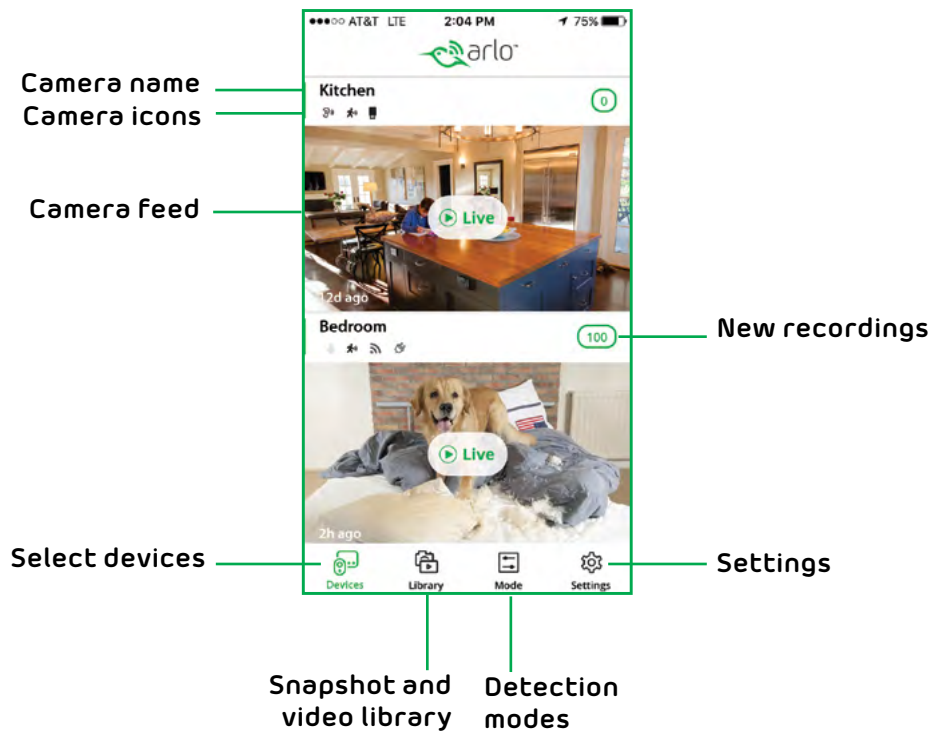 AT&T LTE 2:04 PM 75%
arlo™
Camera name
Kitchen
0
Camera icons
Camera feed
Live
12d ago
Bedroom
100
New recordings
Live
2h ago
Select devices
Settings
Devices Library Mode Settings
Snapshot and
video library
Detection
modes